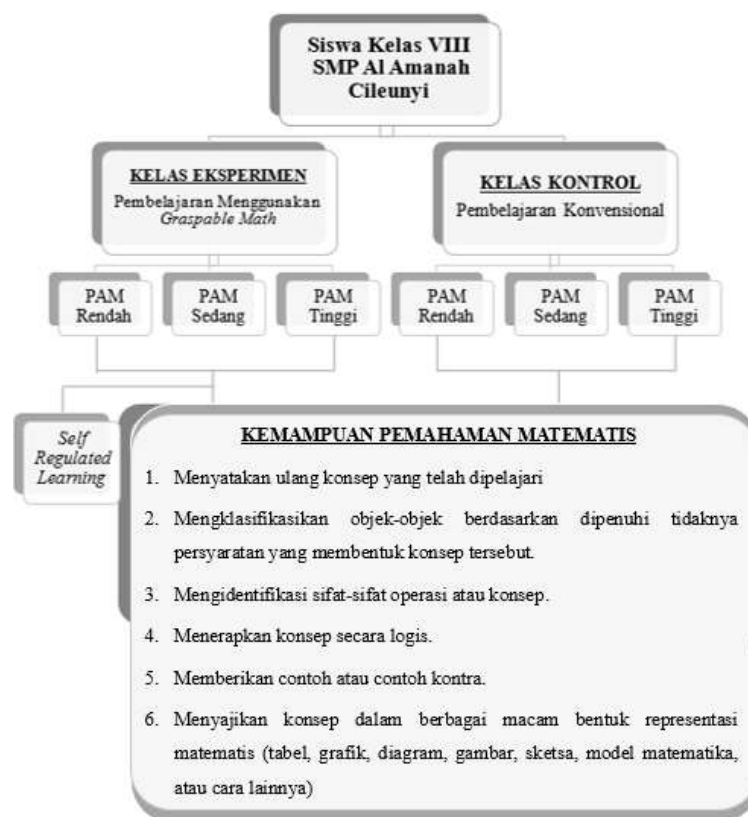 Siswa Kelas VIII
SMP Al Amanah
Cileunyi
KELAS EKSPERIMEN
Pembelajaran Menggunakan
Graspable Math
KELAS KONTROL
Pembelajaran Konvensional
PAM
Rendah
PAM
Sedang
PAM
Tinggi
PAM
Rendah
PAM
Sedang
PAM
Tinggi
Self
Regulated
Learning
KEMAMPUAN PEMAHAMAN MATEMATIS
1. Menyatakan ulang konsep yang telah dipelajari
2. Mengklasifikasikan objek-objek berdasarkan dipenuhi tidaknya
persyaratan yang membentuk konsep tersebut.
3. Mengidentifikasi sifat-sifat operasi atau konsep.
4. Menerapkan konsep secara logis.
5. Memberikan contoh atau contoh kontra.
6. Menyajikan konsep dalam berbagai macam bentuk representasi
matematis (tabel, grafik, diagram, gambar, sketsa, model matematika,
atau cara lainnya)